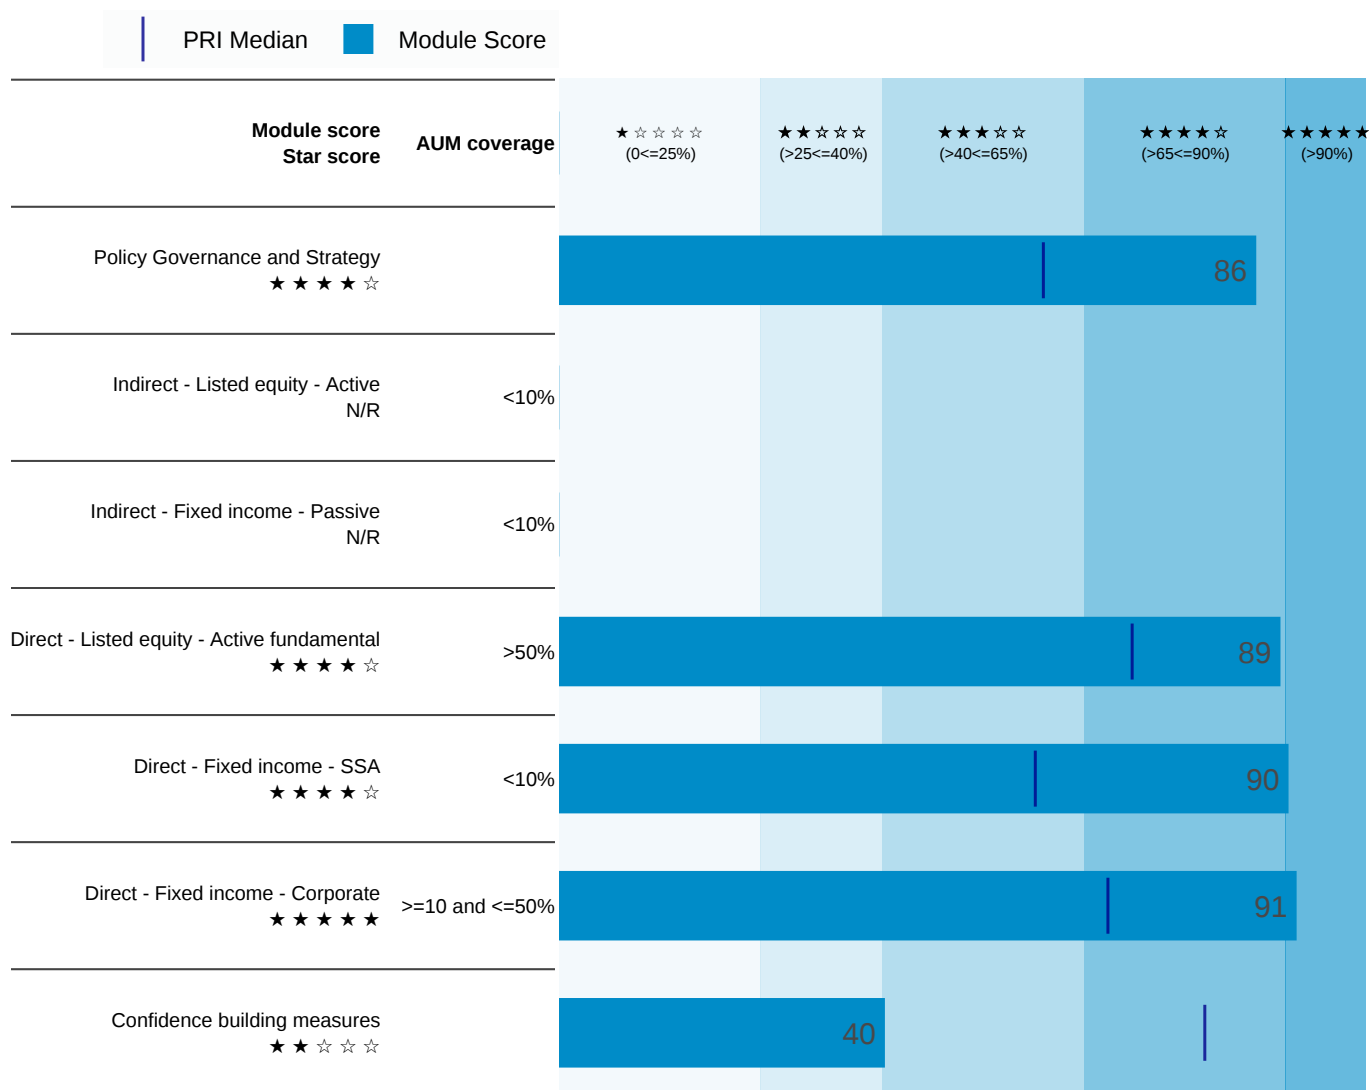 PRI Median Module Score
Module score
Star score
AUM coverage
★☆☆☆☆
(0<=25%)
★★☆☆☆
(>25<=40%)
★★★☆☆
(>40<=65%)
★★★★☆
(>65<=90%)
★★★★★
(>90%)
Policy Governance and Strategy
★★★★☆
86
Indirect - Listed equity - Active
N/R
<10%
Indirect - Fixed income - Passive
N/R
<10%
Direct - Listed equity - Active fundamental
★★★★☆
>50%
89
Direct - Fixed income - SSA
★★★★☆
<10%
90
Direct - Fixed income - Corporate
★★★★★
>=10 and <=50%
91
Confidence building measures
★★☆☆☆
40